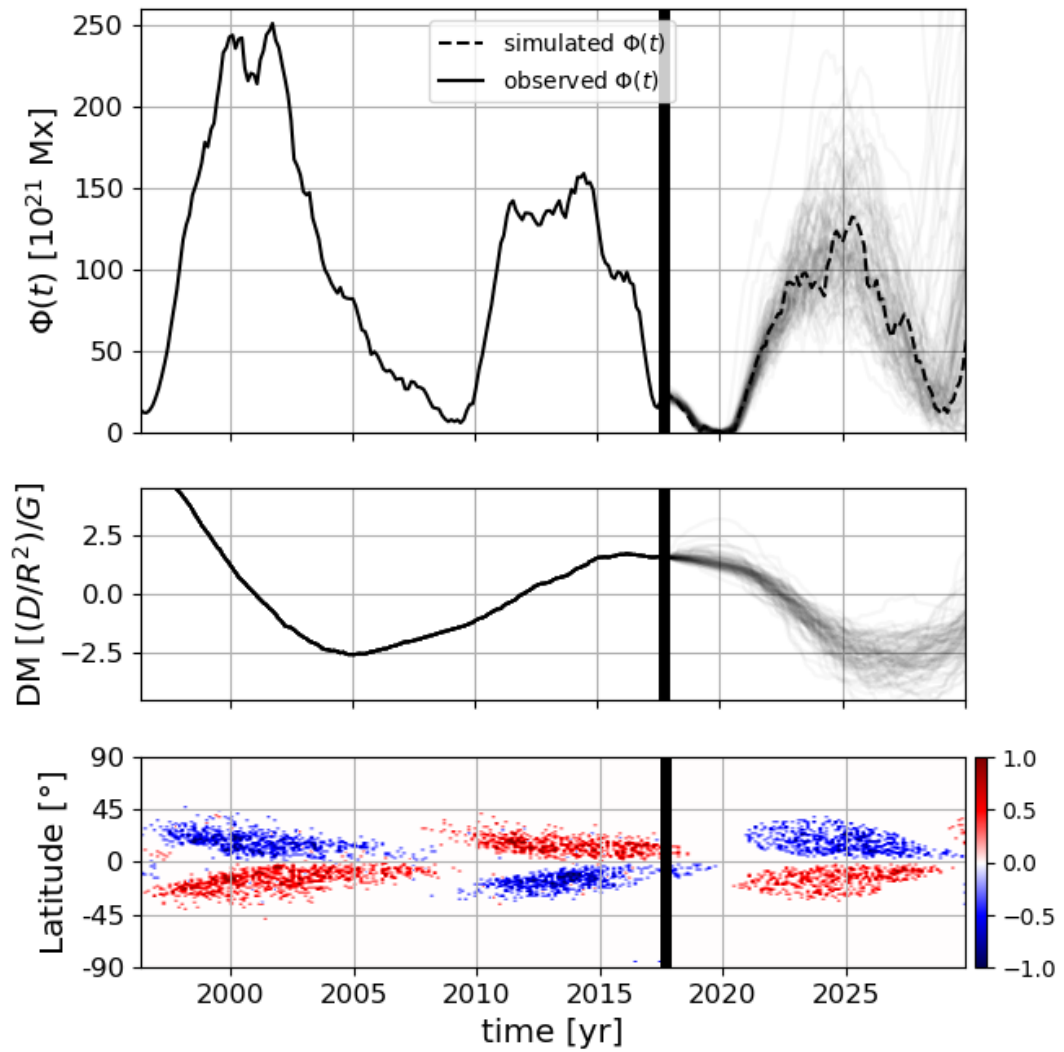 250
200
150
100
50
0
Φ(t) [10²¹ Mx]
simulated Φ(t)
observed Φ(t)
2.5
0.0
−2.5
DM [(D/R²)/G]
90
45
0
-45
-90
Latitude [°]
1.0
0.5
0.0
−0.5
−1.0
2000 2005 2010 2015 2020 2025
time [yr]